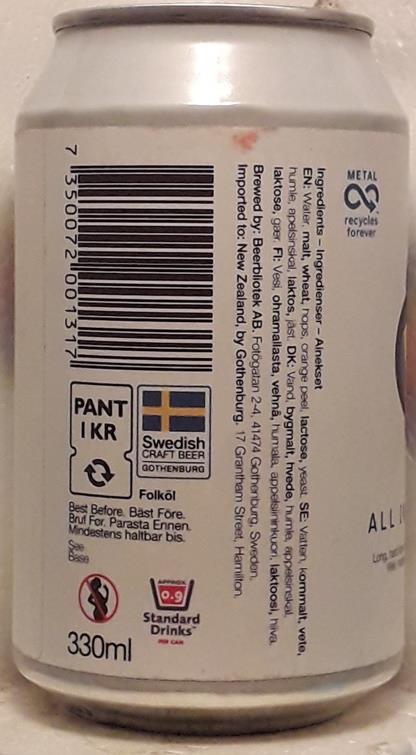 METAL
recycles
forever
Ingredients – Ingredienser – Ainekset
EN: Water, malt, wheat, hops, orange peel, lactose, yeast. SE: Vatten, kornmalt, vete,
humle, apelsinskal, laktos, jäst. DK: Vand, bygmalt, hvede, humle, appelsinskal,
laktose, gær. FI: Vesi, ohramallasta, vehnä, humala, appelsiininkuori, laktoosi, hiiva.
Brewed by: Beerbliotek AB. Fotögatan 2-4, 41474 Gothenburg, Sweden.
Imported to: New Zealand, by Gothenburg. 17 Grantham Street, Hamilton.
7 350072 001317
PANT
1 KR
Swedish
CRAFT BEER
GOTHENBURG
Folköl
Best Before. Bäst Före.
Bruf For. Parasta Ennen.
Mindestens haltbar bis.
See
Base
APPROX
0.9
Standard
Drinks™
PER CAN
330ml
ALL
Long,